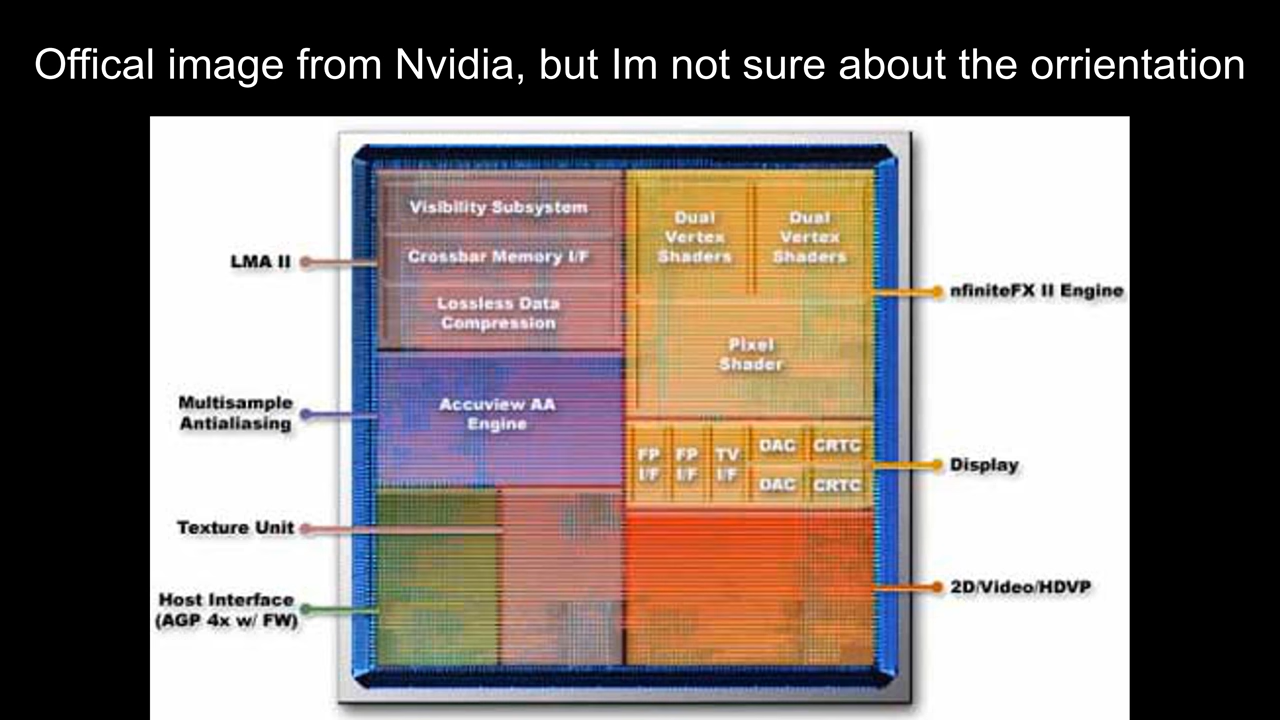 Offical image from Nvidia, but Im not sure about the orrientation
Visibility Subsystem
Crossbar Memory I/F
Lossless Data
Compression
LMA II
Dual
Vertex
Shaders
Dual
Vertex
Shaders
nfiniteFX II Engine
Pixel
Shader
Multisample
Antialiasing
Accuview AA
Engine
FP
I/F
FP
I/F
TV
I/F
DAC
CRTC
DAC
CRTC
Display
Texture Unit
Host Interface
(AGP 4x w/ FW)
2D/Video/HDVP